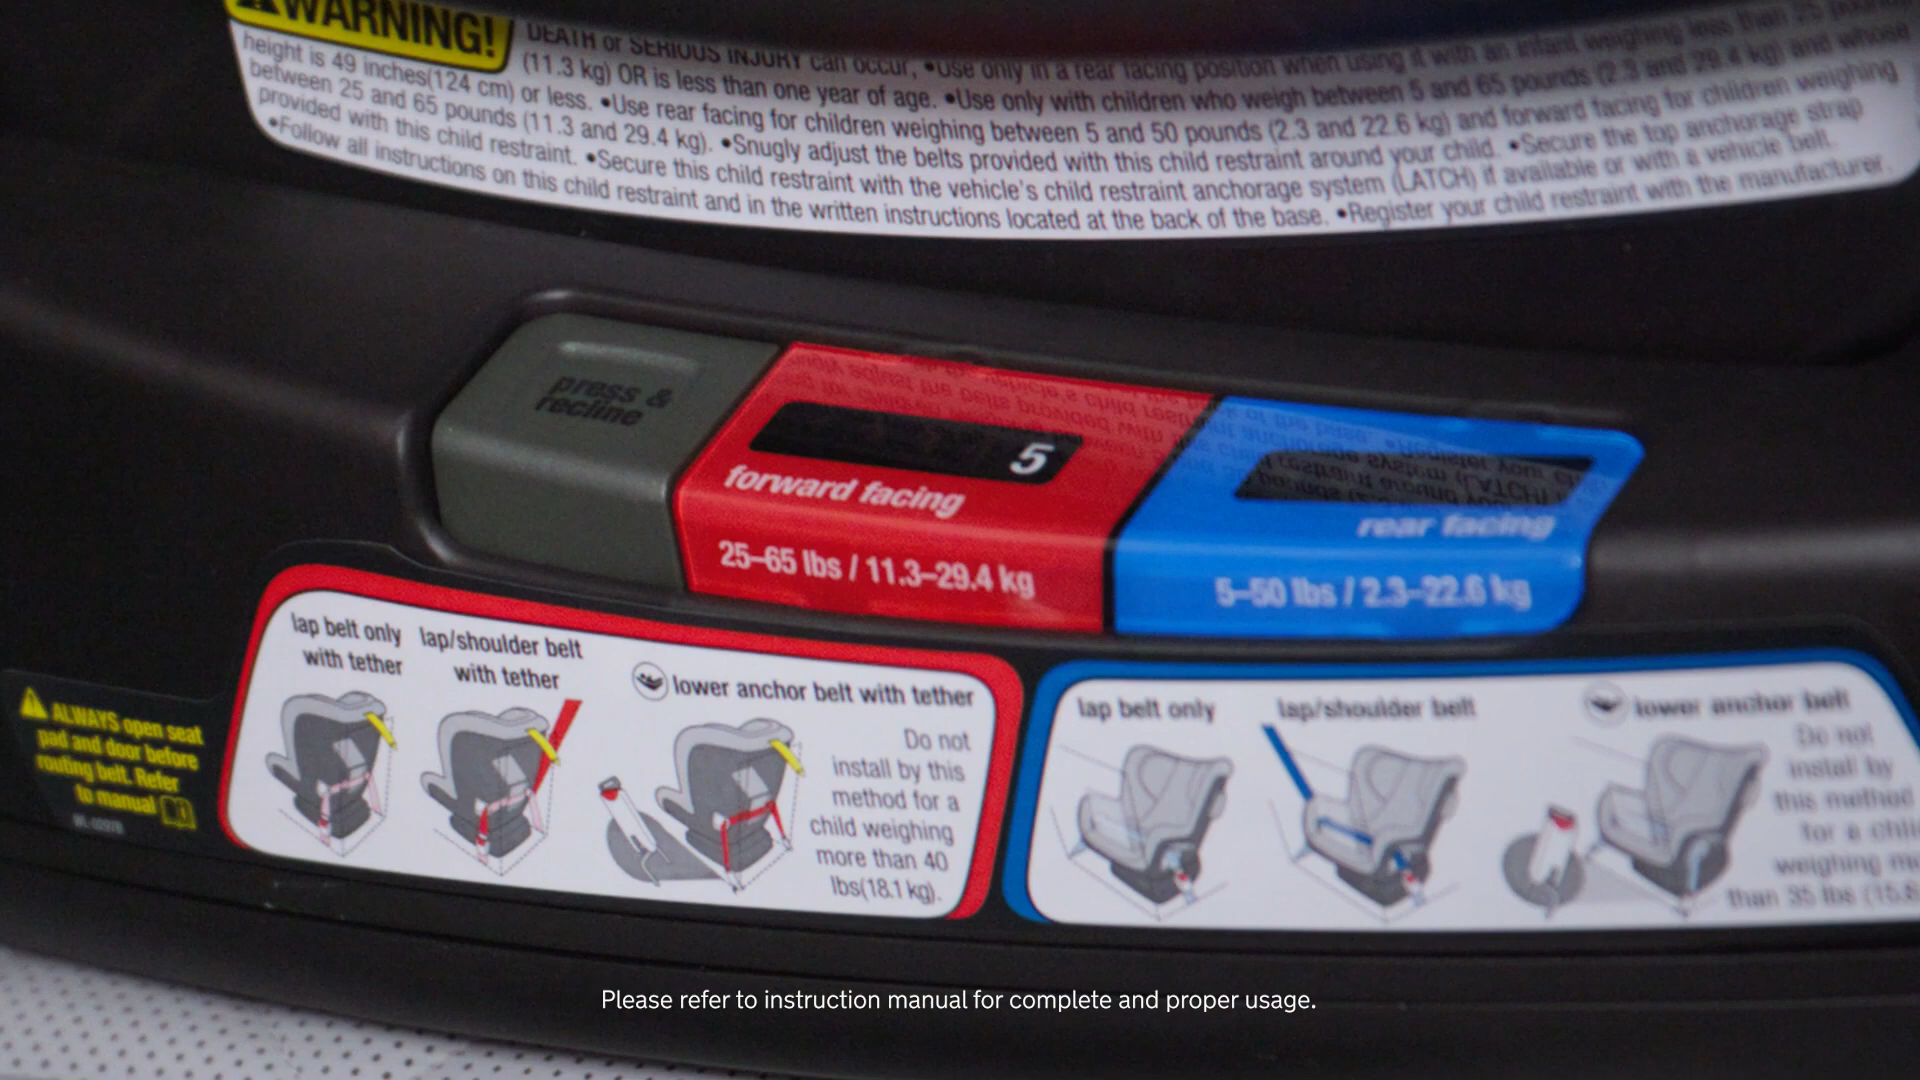 WARNING!
DEATH or SERIOUS INJURY can occur, •Use only in a rear facing position when using it with an infant weighing less than 25 pounds
(11.3 kg) OR is less than one year of age. •Use only with children who weigh between 5 and 65 pounds (2.3 and 29.4 kg) and whose
height is 49 inches(124 cm) or less. •Use rear facing for children weighing between 5 and 50 pounds (2.3 and 22.6 kg) and forward facing for children weighing
between 25 and 65 pounds (11.3 and 29.4 kg). •Snugly adjust the belts provided with this child restraint around your child. •Secure the top anchorage strap
provided with this child restraint. •Secure this child restraint with the vehicle's child restraint anchorage system (LATCH) if available or with a vehicle belt.
•Follow all instructions on this child restraint and in the written instructions located at the back of the base. •Register your child restraint with the manufacturer.
press &
recline
5
forward facing
25–65 lbs / 11.3–29.4 kg
rear facing
5–50 lbs / 2.3–22.6 kg
ALWAYS open seat
pad and door before
routing belt. Refer
to manual
lap belt only
with tether
lap/shoulder belt
with tether
lower anchor belt with tether
Do not
install by this
method for a
child weighing
more than 40
lbs(18.1 kg).
lap belt only
lap/shoulder belt
lower anchor belt
Do not
install by
this method
for a
weighing
than 35 lbs
Please refer to instruction manual for complete and proper usage.